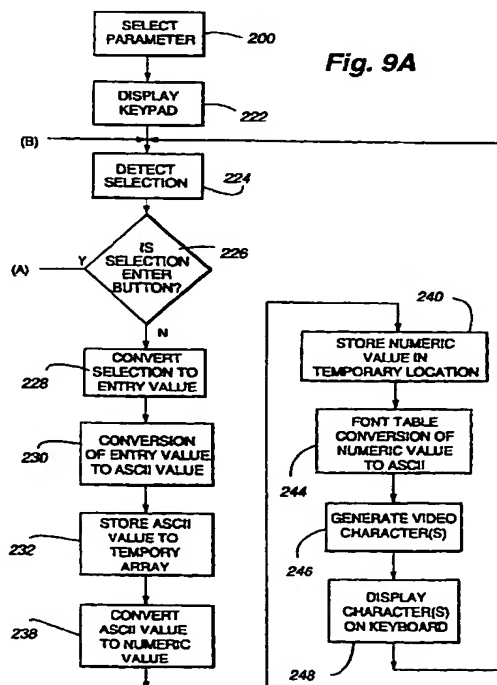 Fig. 9A
SELECT
PARAMETER
200
DISPLAY
KEYPAD
222
(B)
DETECT
SELECTION
224
IS
SELECTION
ENTER
BUTTON?
226
Y
(A)
N
CONVERT
SELECTION TO
ENTRY VALUE
228
CONVERSION
OF ENTRY VALUE
TO ASCII VALUE
230
STORE ASCII
VALUE TO
TEMPORY
ARRAY
232
CONVERT
ASCII VALUE
TO NUMERIC
VALUE
238
240
STORE NUMERIC
VALUE IN
TEMPORARY LOCATION
FONT TABLE
CONVERSION OF
NUMERIC VALUE
TO ASCII
244
GENERATE VIDEO
CHARACTER(S)
246
DISPLAY
CHARACTER(S)
ON KEYBOARD
248